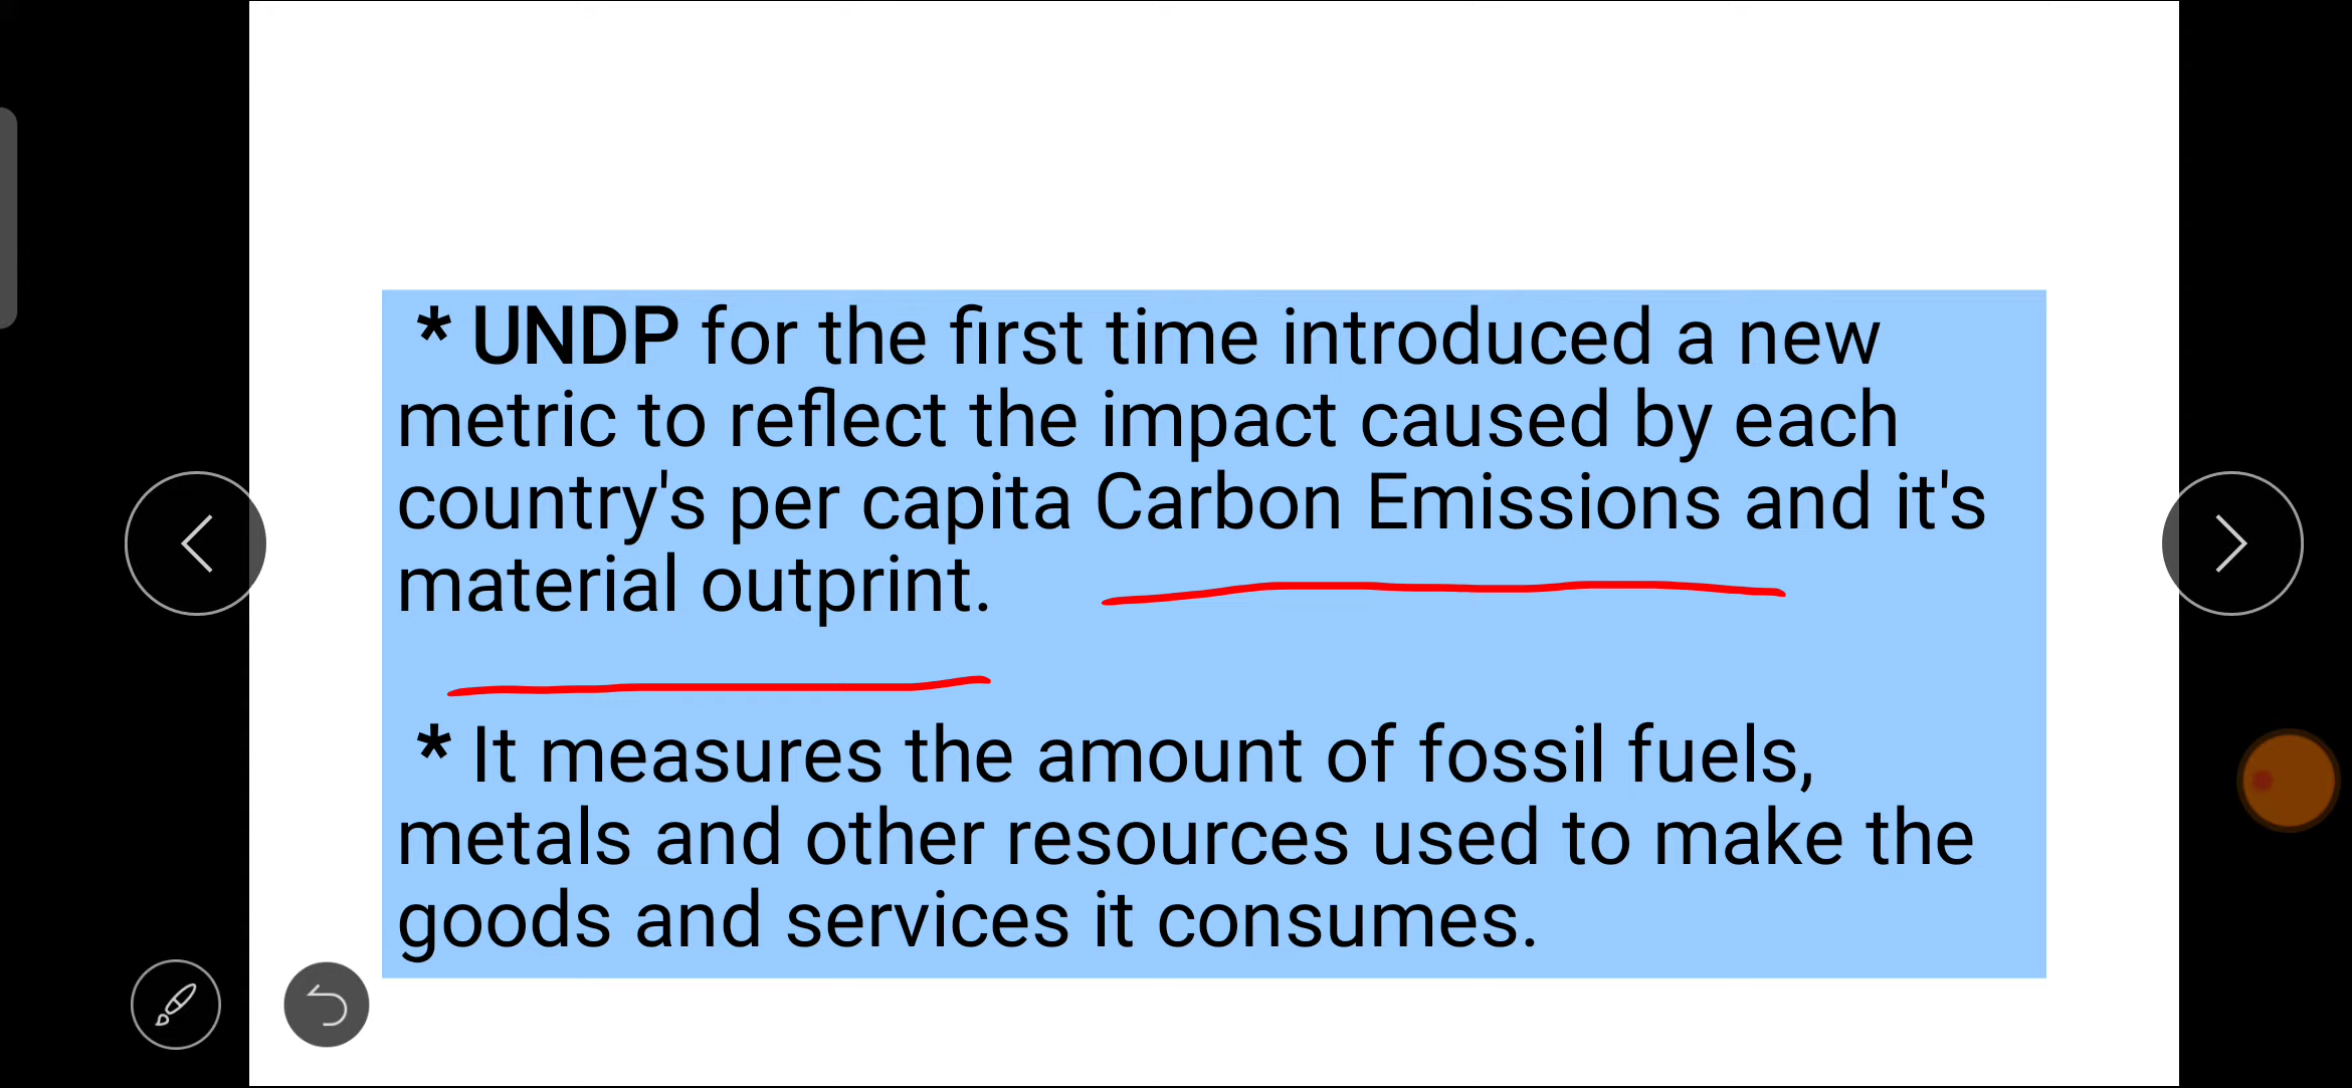 * UNDP for the first time introduced a new
metric to reflect the impact caused by each
country's per capita Carbon Emissions and it's
material outprint.
* It measures the amount of fossil fuels,
metals and other resources used to make the
goods and services it consumes.